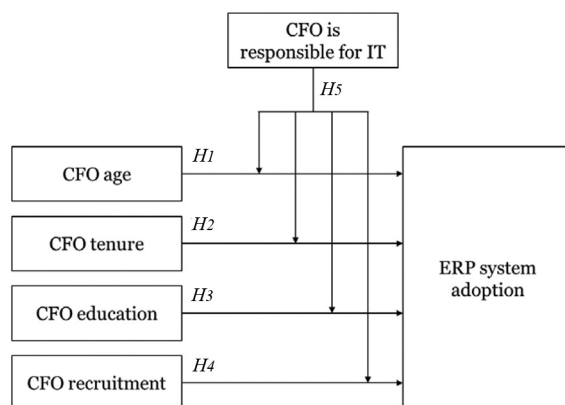 CFO is
responsible for IT
H5
H1
CFO age
H2
CFO tenure
H3
CFO education
H4
CFO recruitment
ERP system
adoption